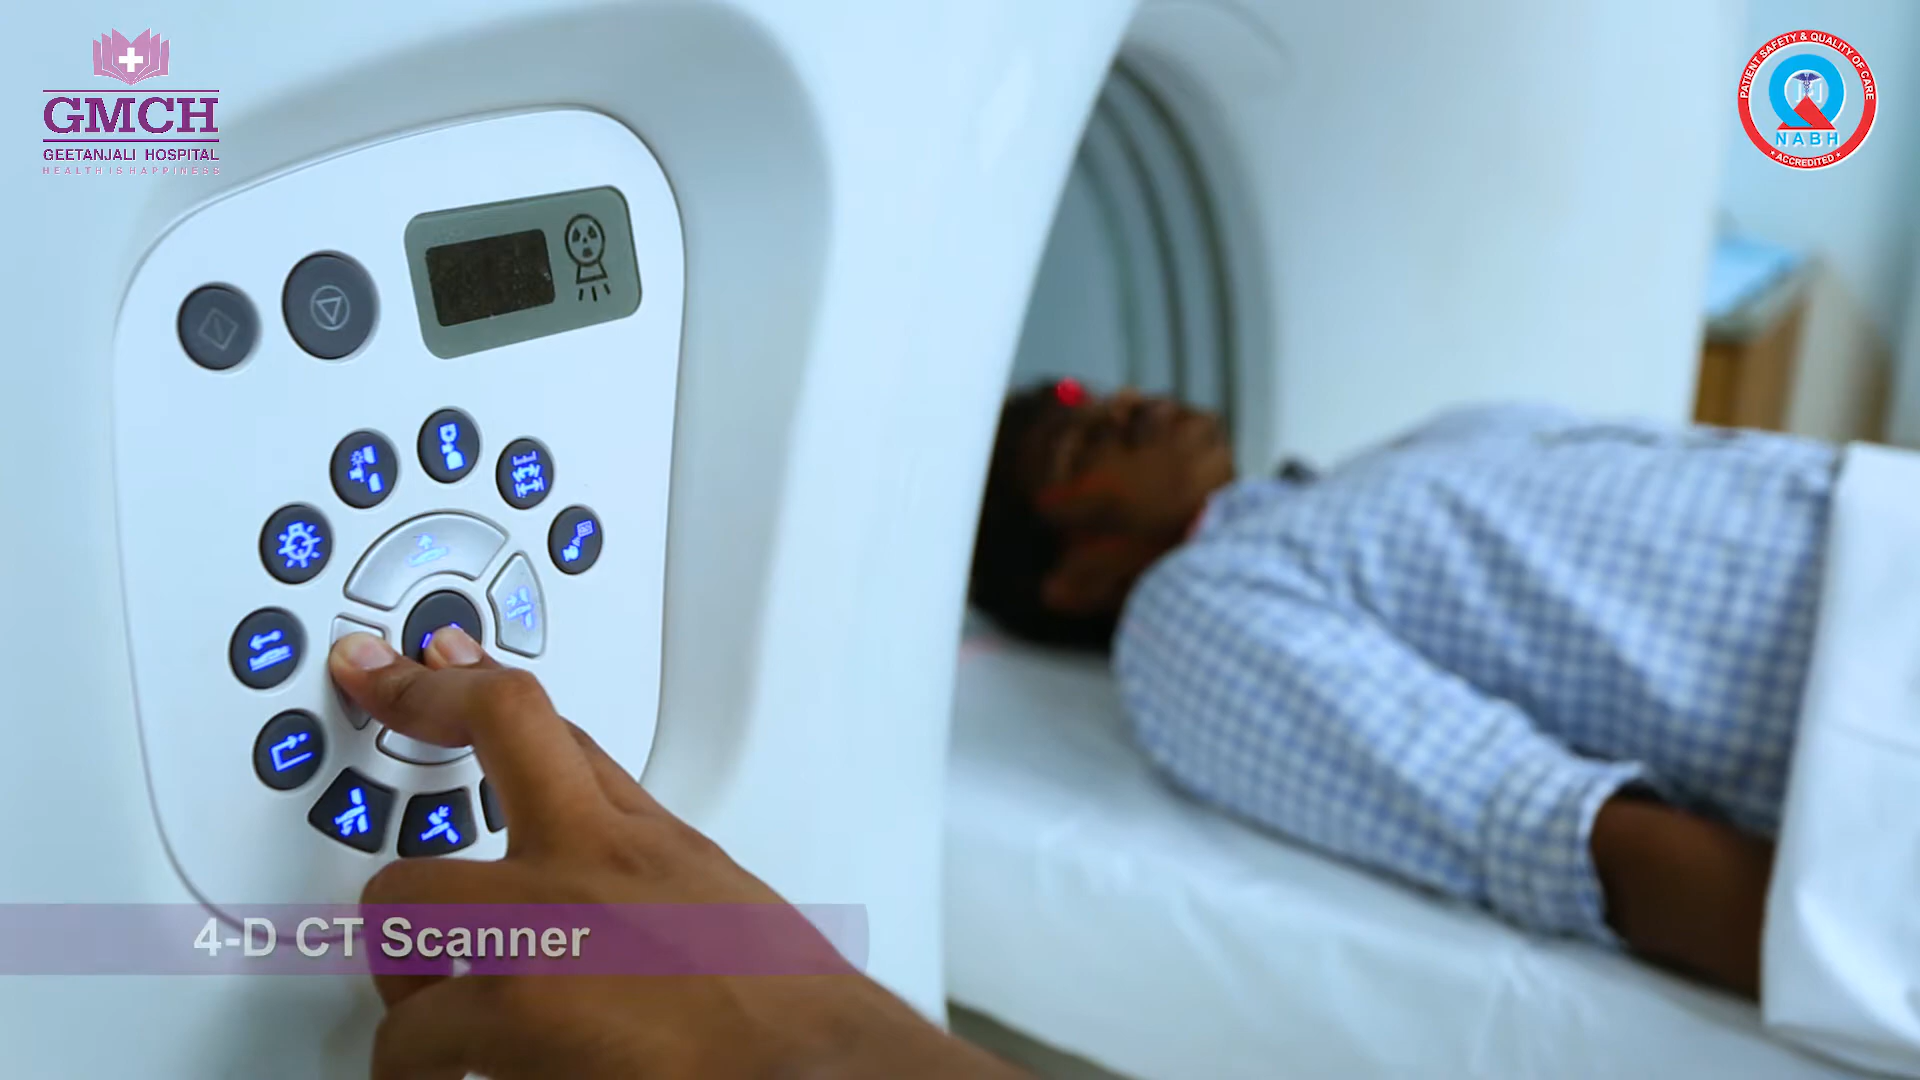 GMCH
GEETANJALI HOSPITAL
HEALTH IS HAPPINESS
PATIENT SAFETY & QUALITY OF CARE
NABH
• ACCREDITED •
4-D CT Scanner